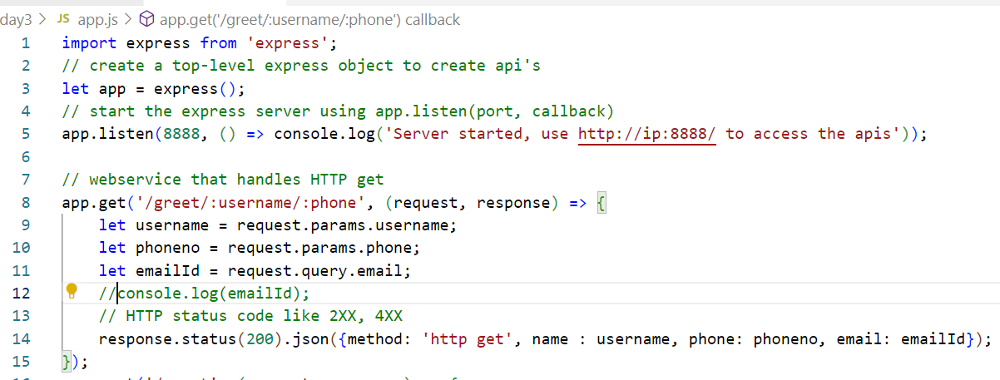 day3 > JS app.js > app.get('/greet/:username/:phone') callback
1 import express from 'express';
2 // create a top-level express object to create api's
3 let app = express();
4 // start the express server using app.listen(port, callback)
5 app.listen(8888, () => console.log('Server started, use http://ip:8888/ to access the apis'));
6
7 // webservice that handles HTTP get
8 app.get('/greet/:username/:phone', (request, response) => {
9 let username = request.params.username;
10 let phoneno = request.params.phone;
11 let emailId = request.query.email;
12 //console.log(emailId);
13 // HTTP status code like 2XX, 4XX
14 response.status(200).json({method: 'http get', name : username, phone: phoneno, email: emailId});
15 });